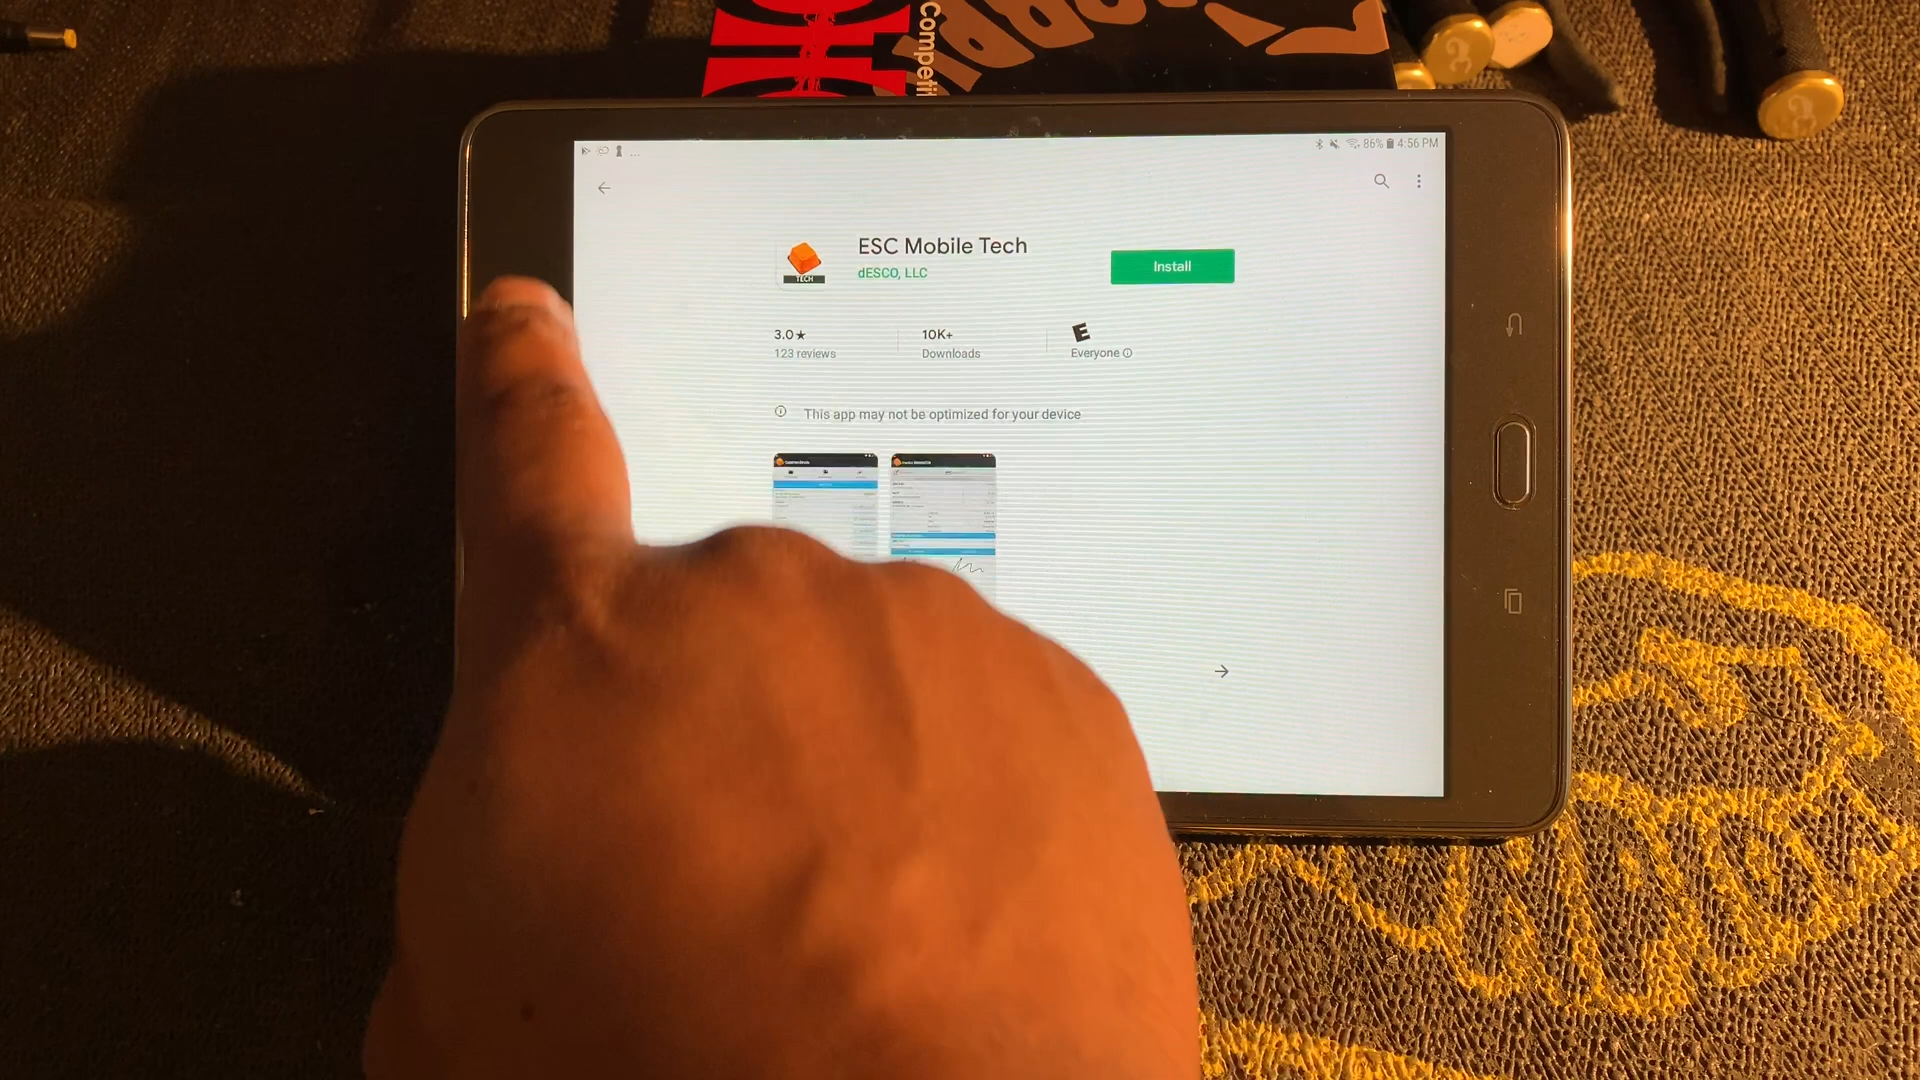 Competi
86% 4:56 PM
ESC Mobile Tech
dESCO, LLC
Install
TECH
3.0★
123 reviews
10K+
Downloads
E
Everyone
This app may not be optimized for your device